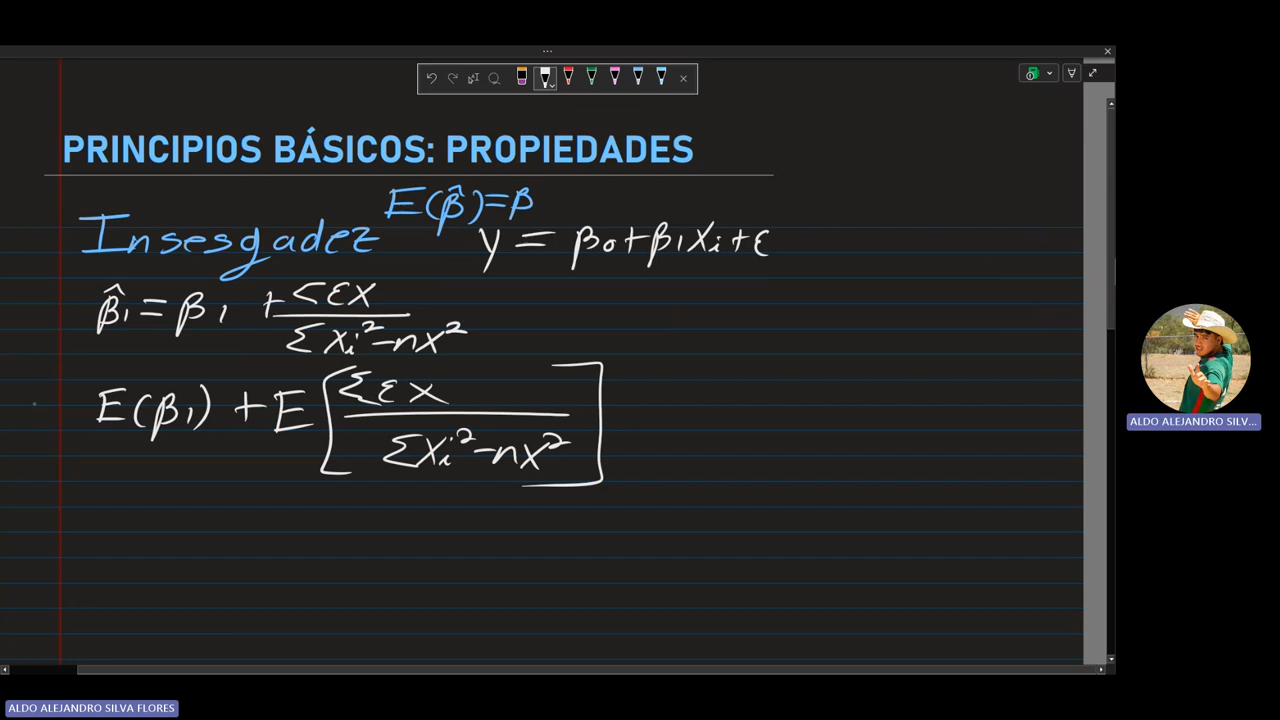 PRINCIPIOS BÁSICOS: PROPIEDADES
E(β̂)=β
Insesgadez
y = β0+β1Xi+ε
β̂1 = β1 + ΣεX / ΣXi²-nX²
E(β1) + E [ΣεX / ΣXi²-nX²]
ALDO ALEJANDRO SILV...
ALDO ALEJANDRO SILVA FLORES